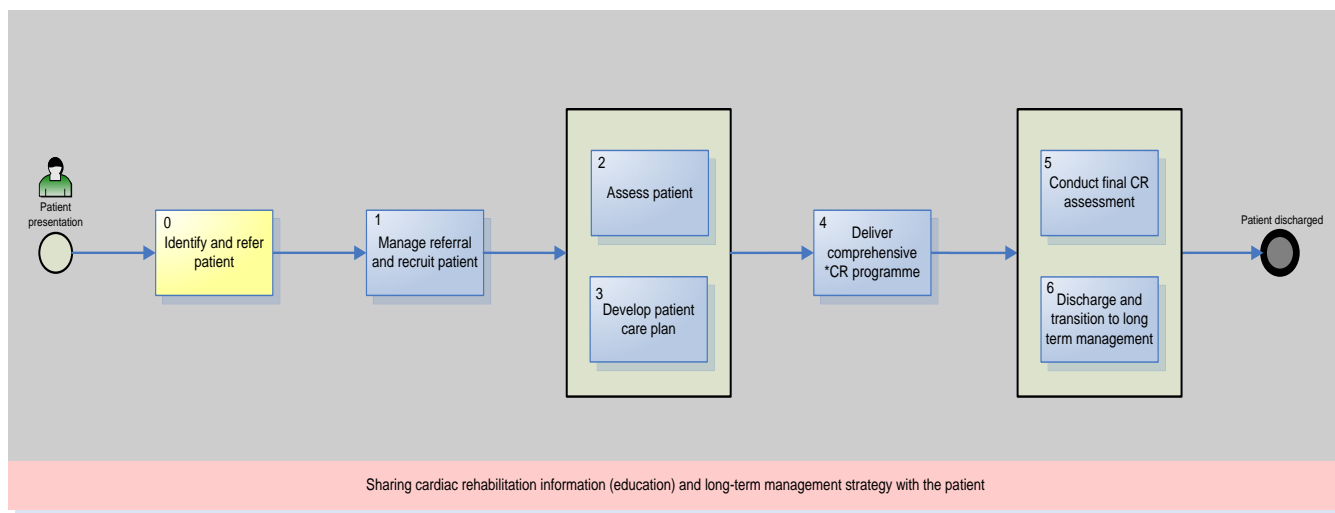 Patient
presentation
0
Identify and refer
patient
1
Manage referral
and recruit patient
2
Assess patient
3
Develop patient
care plan
4
Deliver
comprehensive
*CR programme
5
Conduct final CR
assessment
6
Discharge and
transition to long
term management
Patient discharged
Sharing cardiac rehabilitation information (education) and long-term management strategy with the patient